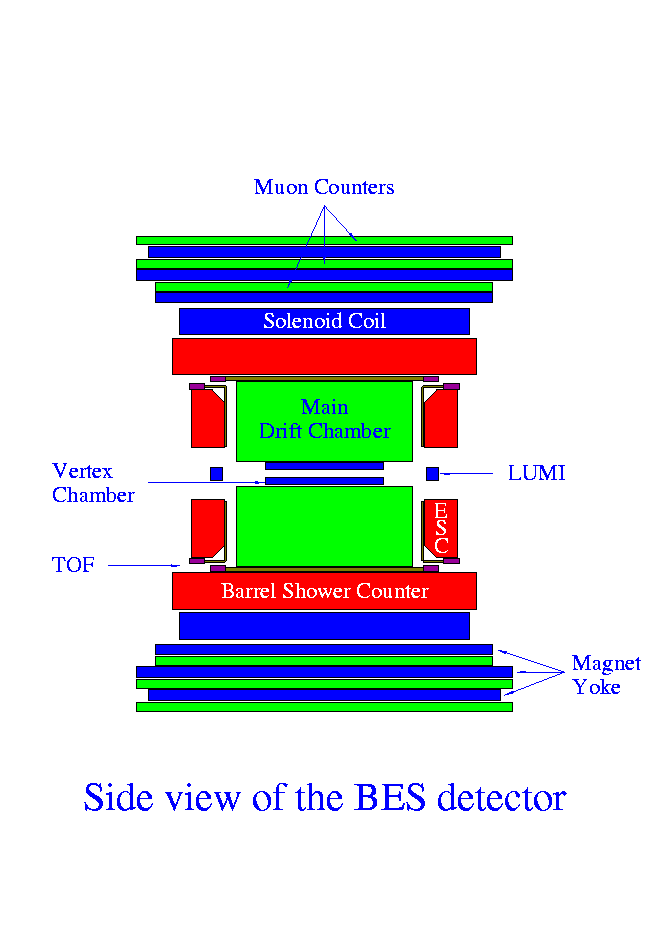 Muon Counters
Solenoid Coil
Main
Drift Chamber
Vertex
Chamber
LUMI
E
S
C
TOF
Barrel Shower Counter
Magnet
Yoke
Side view of the BES detector